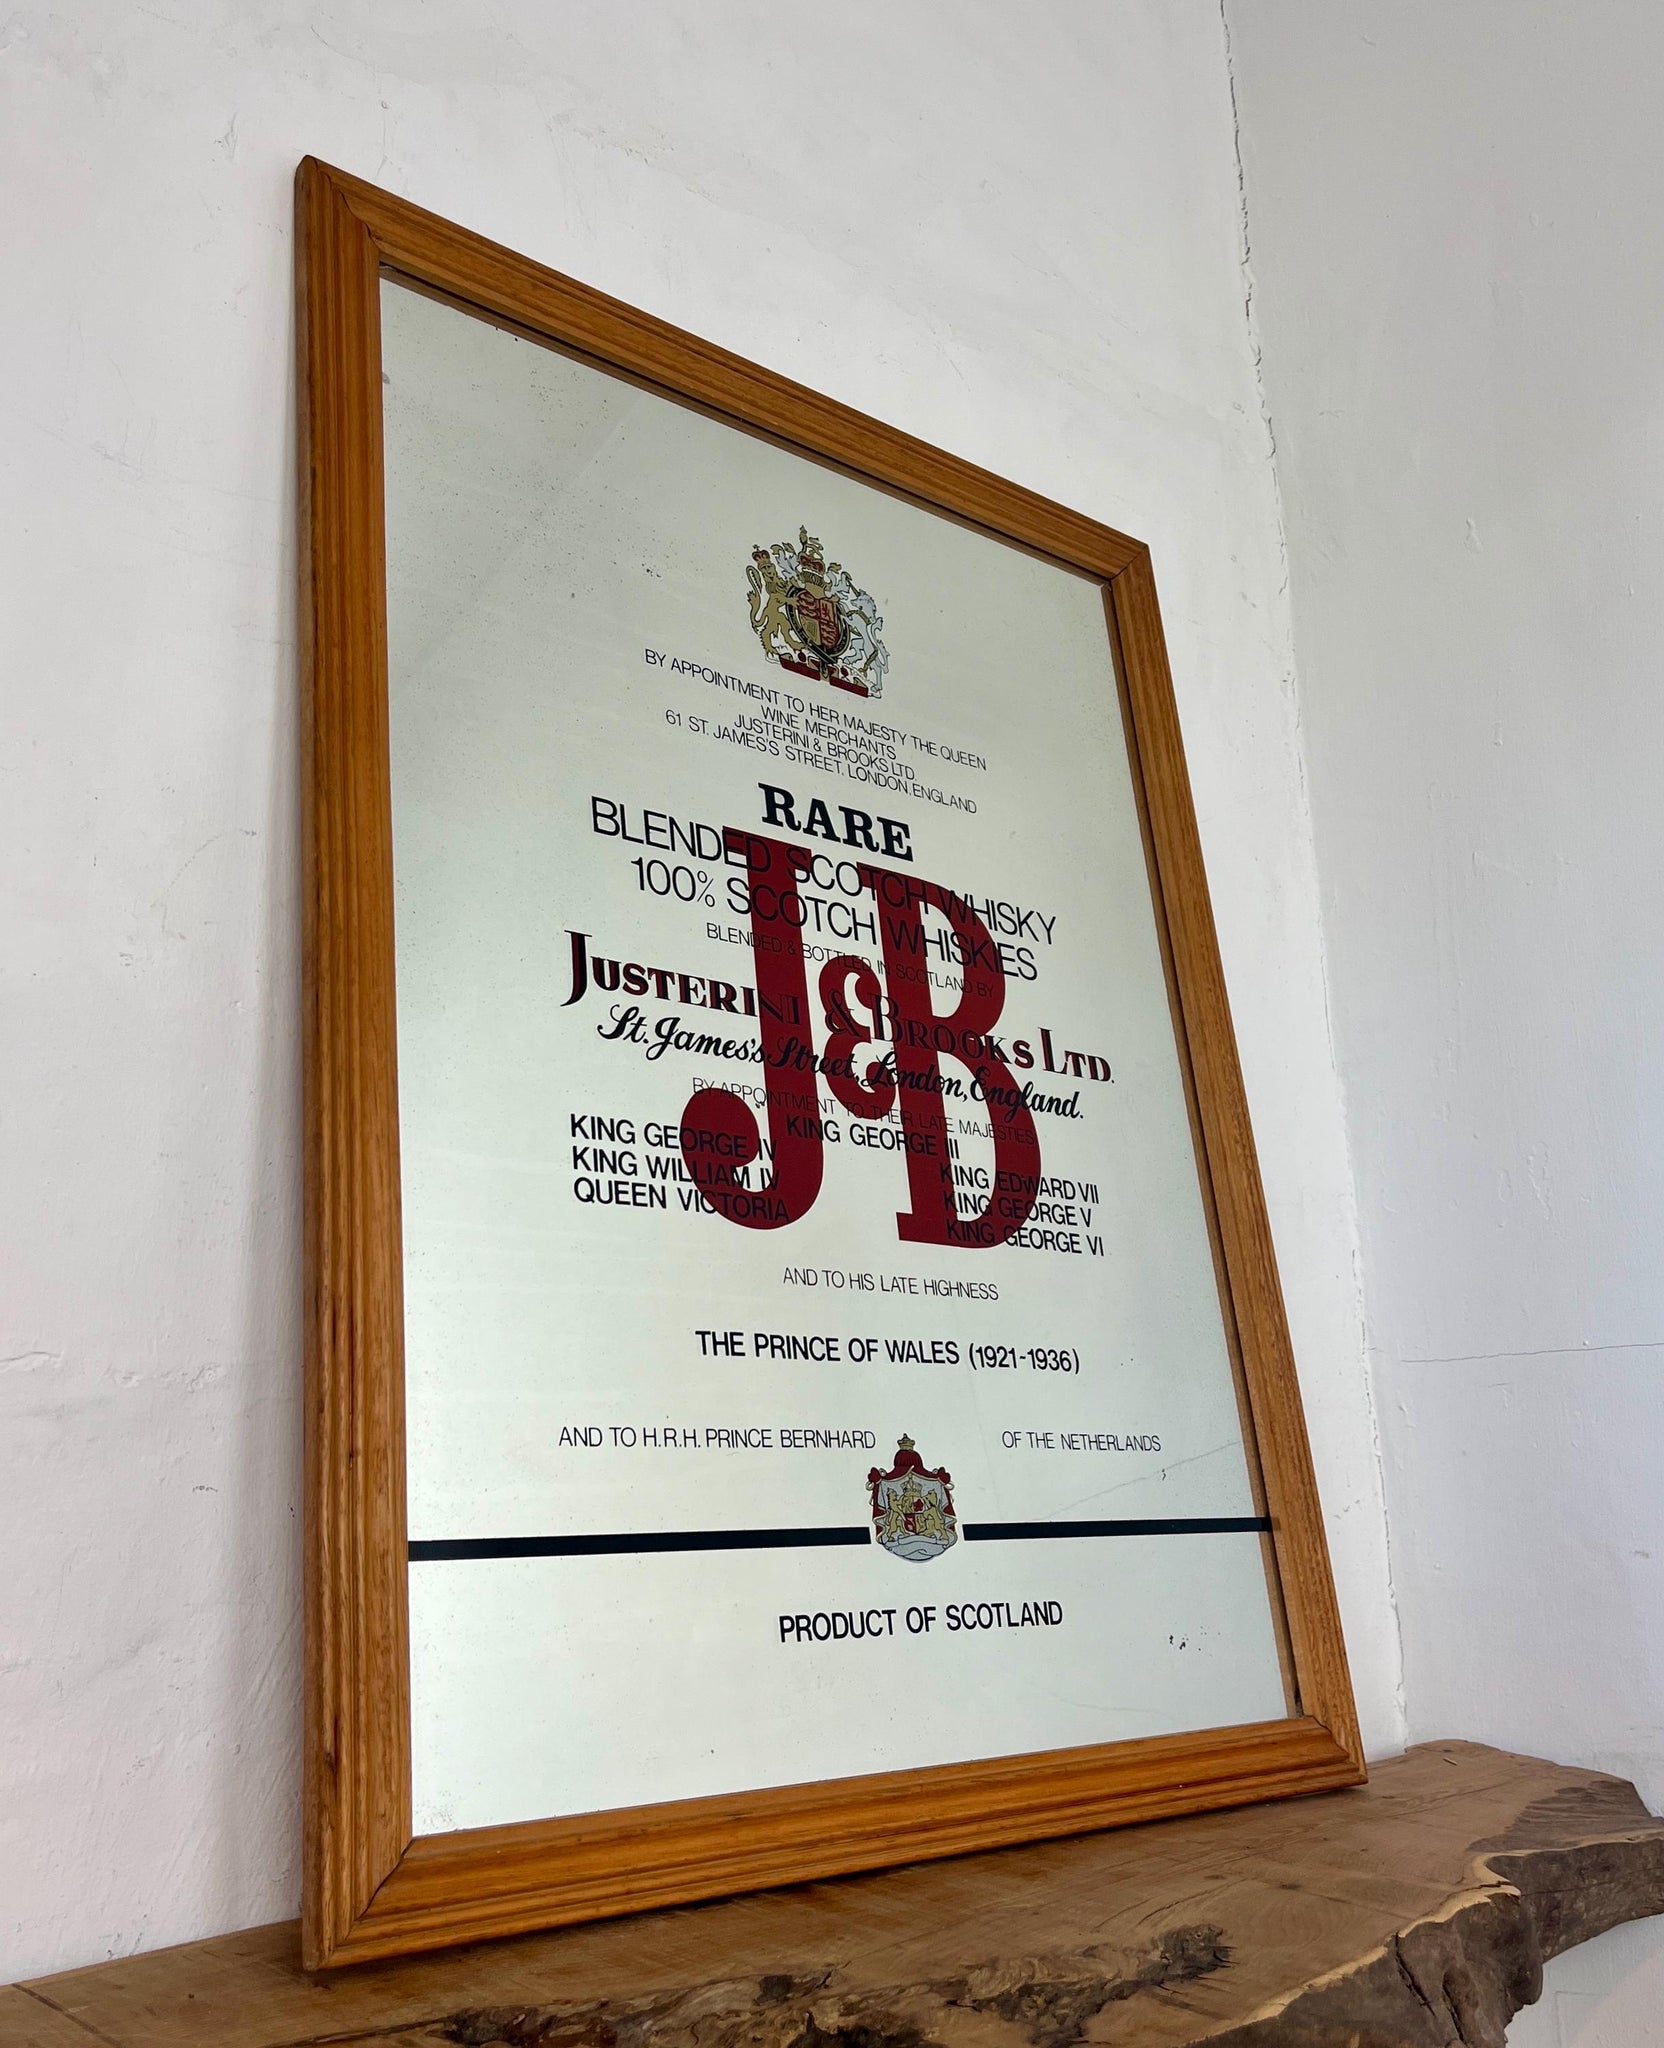 BY APPOINTMENT TO HER MAJESTY THE QUEEN
WINE MERCHANTS
JUSTERINI & BROOKS LTD.
61 ST. JAMES'S STREET, LONDON, ENGLAND
RARE
BLENDED SCOTCH WHISKY
100% SCOTCH WHISKIES
BLENDED & BOTTLED IN SCOTLAND BY
J&B
JUSTERINI & BROOKS LTD.
St. James's Street, London, England.
BY APPOINTMENT TO THEIR LATE MAJESTIES
KING GEORGE III
KING GEORGE IV
KING WILLIAM IV
QUEEN VICTORIA
KING EDWARD VII
KING GEORGE V
KING GEORGE VI
AND TO HIS LATE HIGHNESS
THE PRINCE OF WALES (1921-1936)
AND TO H.R.H. PRINCE BERNHARD OF THE NETHERLANDS
PRODUCT OF SCOTLAND